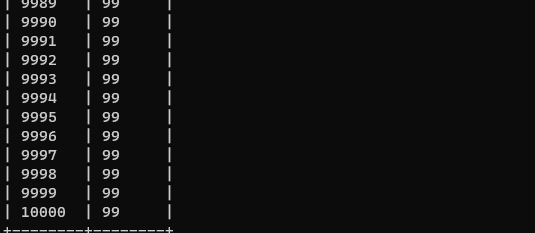 | 9989   | 99     |
| 9990   | 99     |
| 9991   | 99     |
| 9992   | 99     |
| 9993   | 99     |
| 9994   | 99     |
| 9995   | 99     |
| 9996   | 99     |
| 9997   | 99     |
| 9998   | 99     |
| 9999   | 99     |
| 10000  | 99     |
+--------+--------+